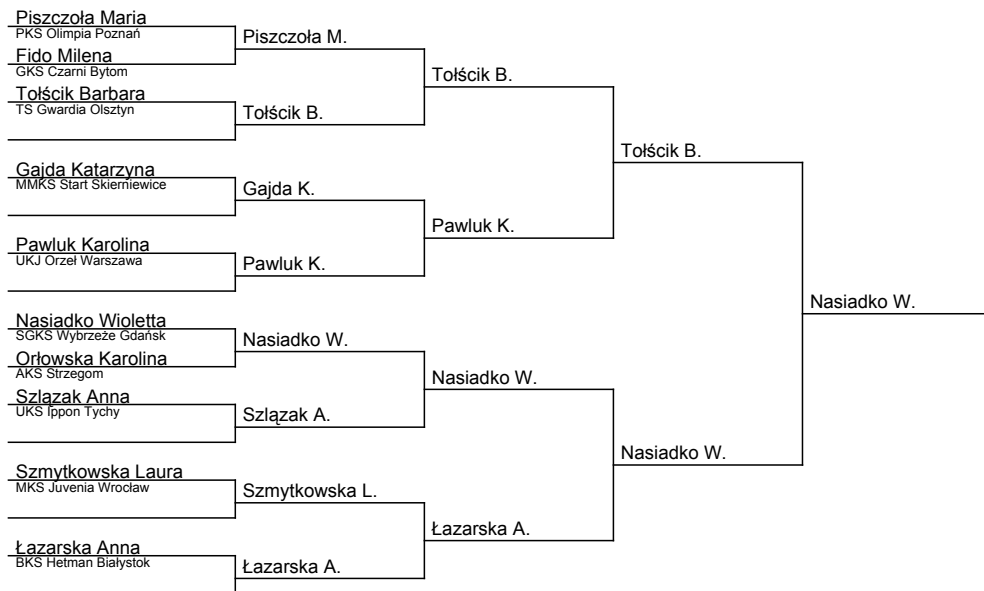 Piszczoła Maria
PKS Olimpia Poznań
Piszczoła M.
Fido Milena
GKS Czarni Bytom
Tołścik B.
Tołścik Barbara
TS Gwardia Olsztyn
Tołścik B.
Tołścik B.
Gajda Katarzyna
MMKS Start Skierniewice
Gajda K.
Pawluk K.
Pawluk Karolina
UKJ Orzeł Warszawa
Pawluk K.
Nasiadko W.
Nasiadko Wioletta
SGKS Wybrzeże Gdańsk
Nasiadko W.
Orłowska Karolina
AKS Strzegom
Nasiadko W.
Szlązak Anna
UKS Ippon Tychy
Szlązak A.
Nasiadko W.
Szmytkowska Laura
MKS Juvenia Wrocław
Szmytkowska L.
Łazarska A.
Łazarska Anna
BKS Hetman Białystok
Łazarska A.